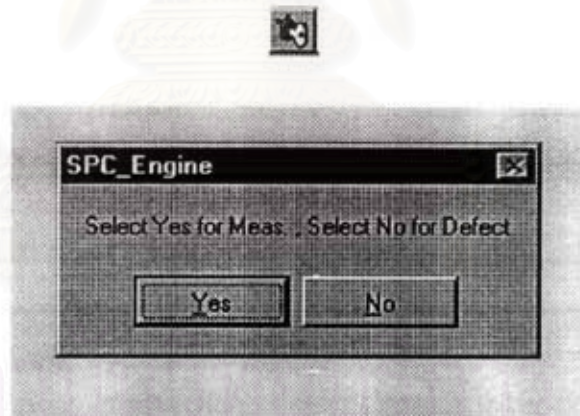 SPC_Engine
Select Yes for Meas. , Select No for Defect
Yes
No